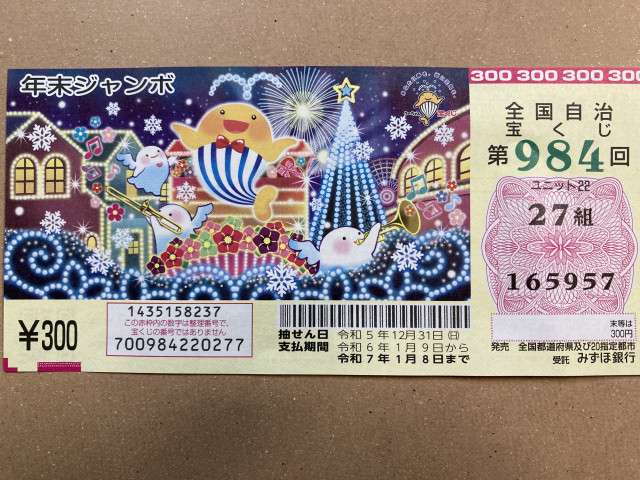 年末ジャンボ
300 300 300 300
全国自治
宝くじ
第984回
ユニット22
27組
165957
1435158237
この赤枠内の数字は整理番号で、
宝くじの番号ではありません
700984220277
¥300
抽せん日 令和5年12月31日(日)
支払期間 令和6年1月9日から
令和7年1月8日まで
末等は
300円
発売 全国都道府県及び20指定都市
受託 みずほ銀行